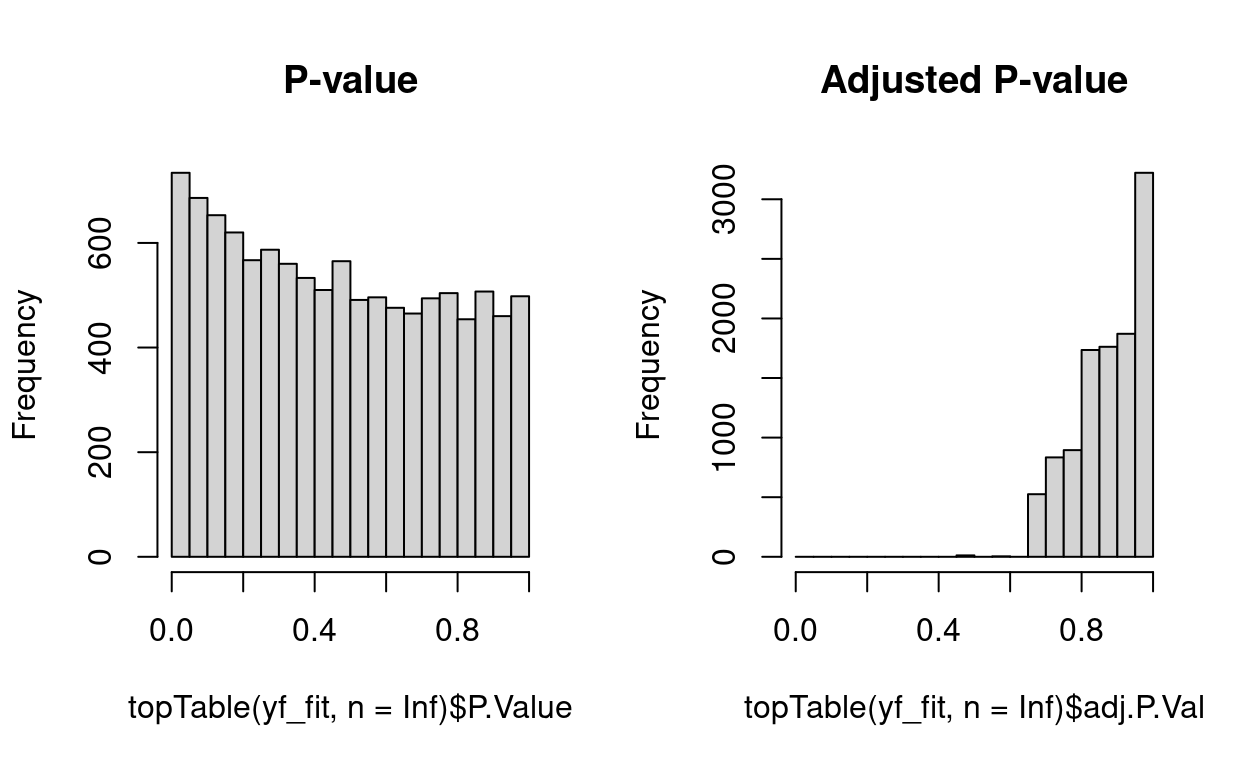 P-value
Frequency
0 200 400 600
0.0 0.4 0.8
topTable(yf_fit, n = Inf)$P.Value
Adjusted P-value
Frequency
0 1000 2000 3000
0.0 0.4 0.8
topTable(yf_fit, n = Inf)$adj.P.Val